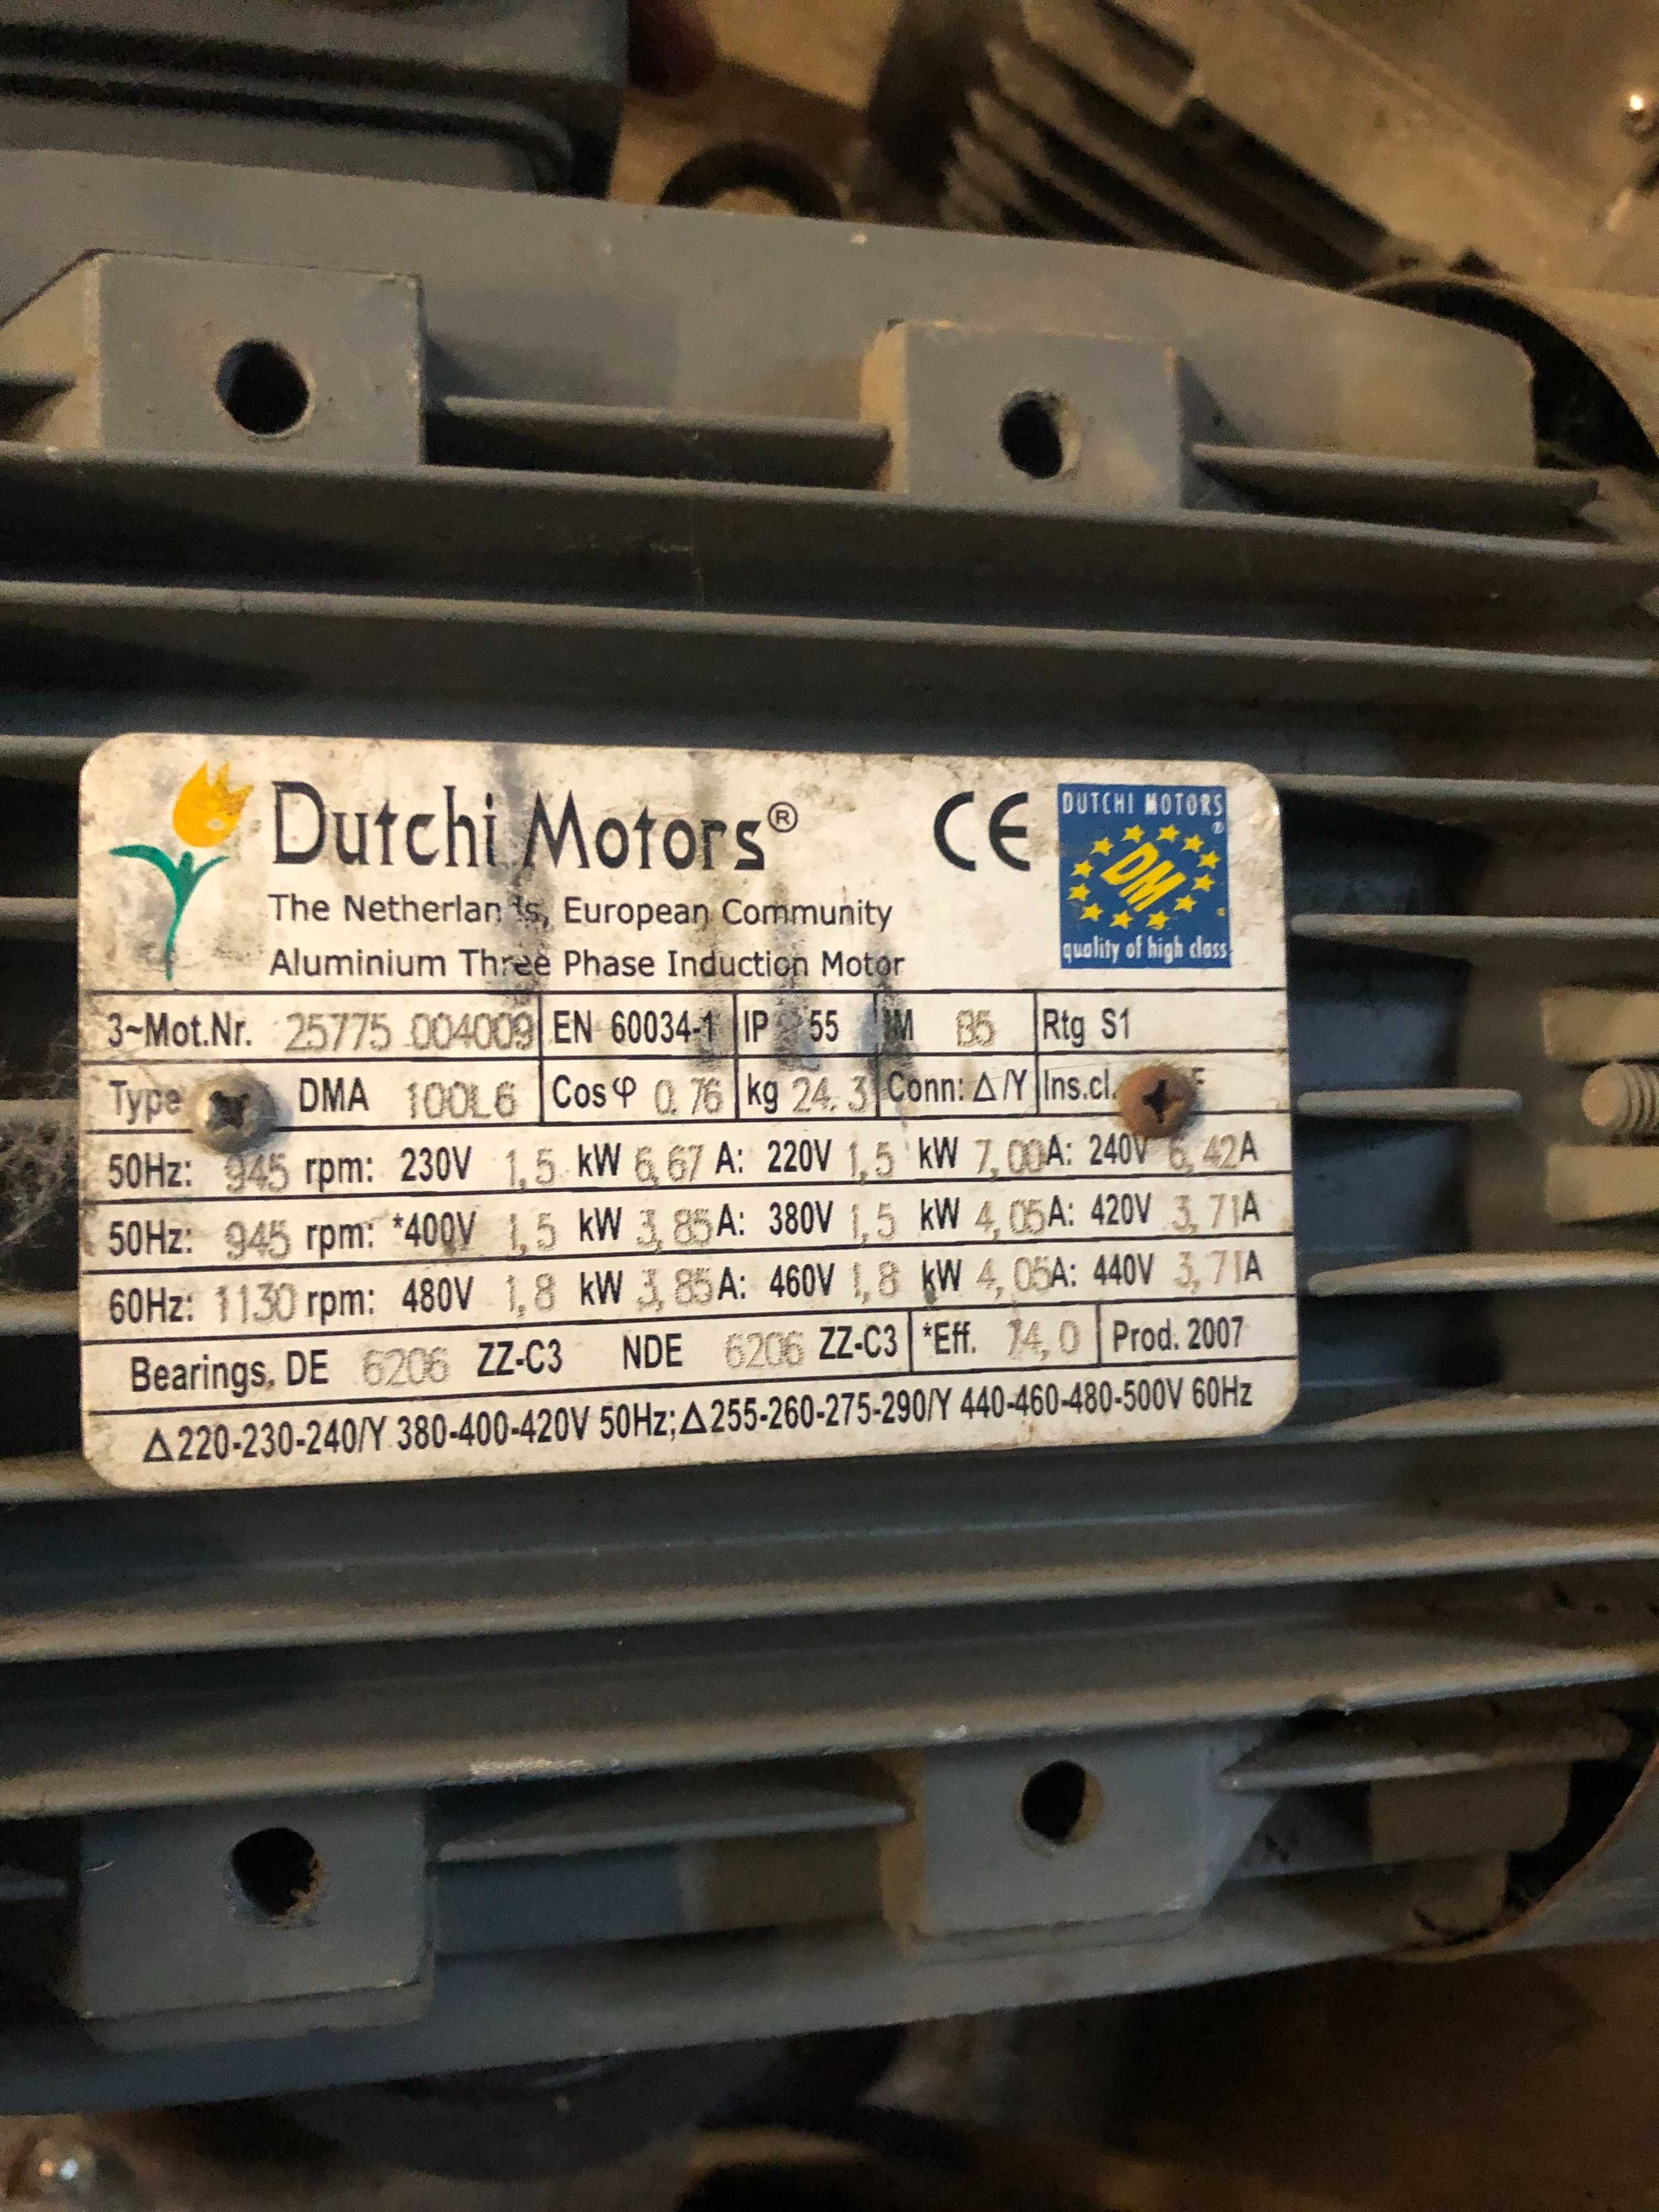 Dutchi Motors®
CE
DUTCHI MOTORS
®
DM
quality of high class
The Netherlands, European Community
Aluminium Three Phase Induction Motor
3~Mot.Nr. 25775 004009 EN 60034-1 IP 55 IM B5 Rtg S1
Type DMA 100L6 Cosφ 0.76 kg 24.3 Conn: Δ/Y Ins.cl. F
50Hz: 945 rpm: 230V 1,5 kW 6,67 A: 220V 1,5 kW 7,00A: 240V 6,42A
50Hz: 945 rpm: *400V 1,5 kW 3,85A: 380V 1,5 kW 4,05A: 420V 3,71A
60Hz: 1130 rpm: 480V 1,8 kW 3,85A: 460V 1,8 kW 4,05A: 440V 3,71A
Bearings, DE 6206 ZZ-C3 NDE 6206 ZZ-C3 *Eff. 74,0 Prod. 2007
Δ220-230-240/Y 380-400-420V 50Hz;Δ255-260-275-290/Y 440-460-480-500V 60Hz